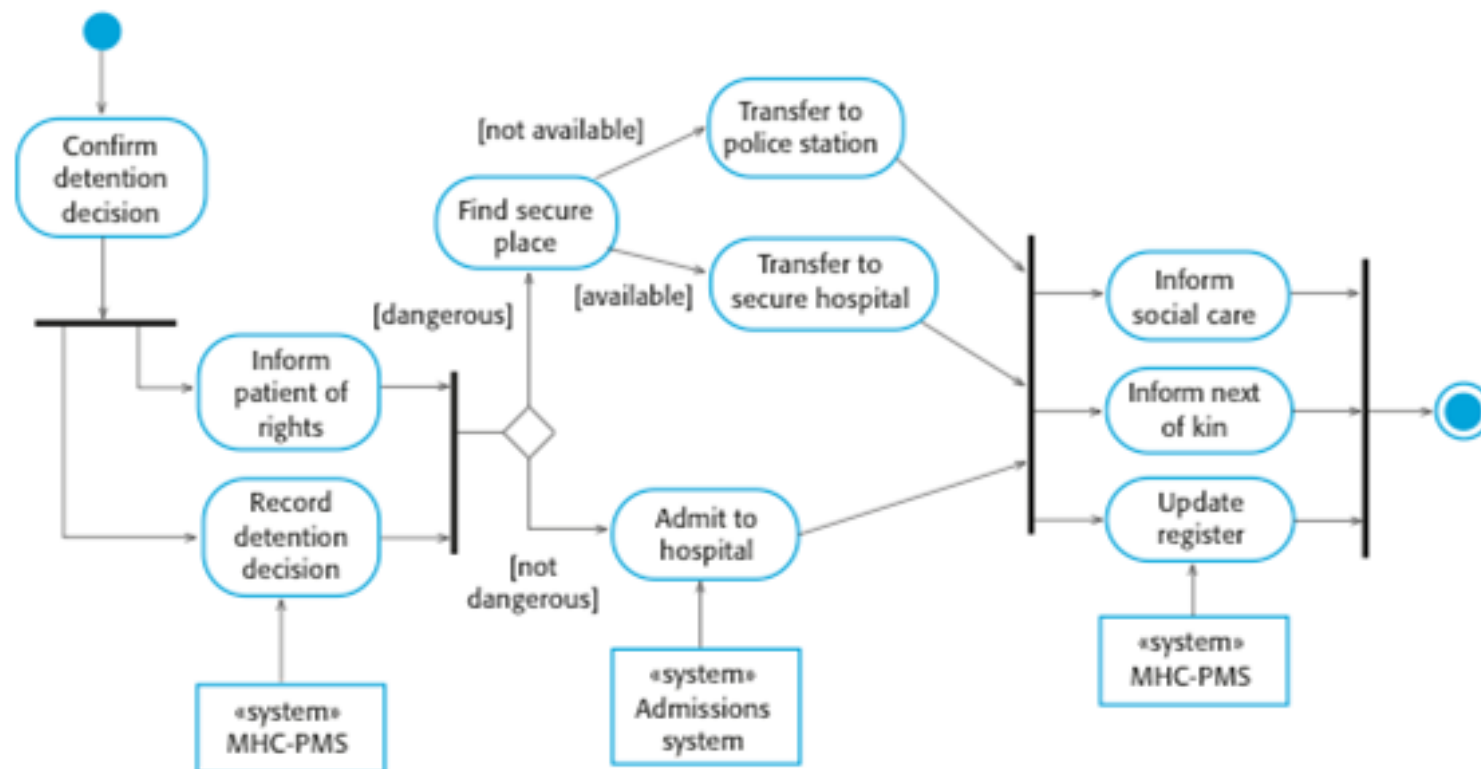 Confirm
detention
decision
Inform
patient of
rights
Record
detention
decision
«system»
MHC-PMS
[dangerous]
[not
dangerous]
Find secure
place
[not available]
[available]
Transfer to
police station
Transfer to
secure hospital
Admit to
hospital
«system»
Admissions
system
Inform
social care
Inform next
of kin
Update
register
«system»
MHC-PMS